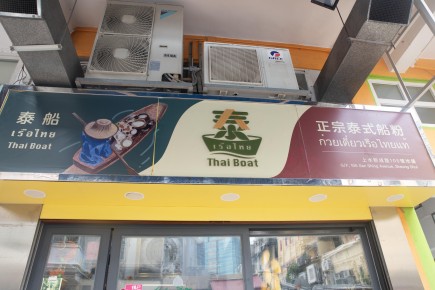 泰船
เรือไทย
Thai Boat
泰
เรือไทย
Thai Boat
正宗泰式船粉
ก๋วยเตี๋ยวเรือไทยแท้
GREE